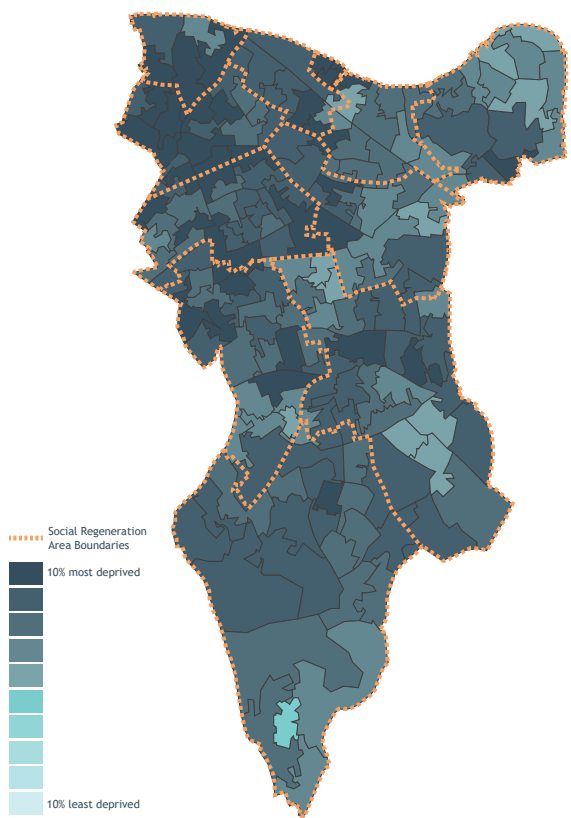 Social Regeneration
Area Boundaries
10% most deprived
10% least deprived